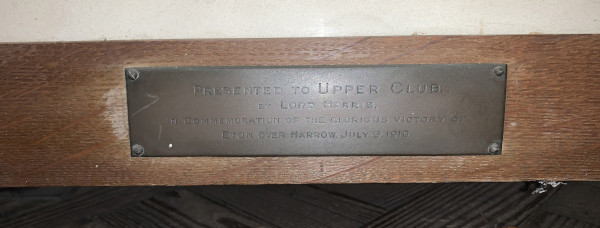 PRESENTED TO UPPER CLUB,
BY LORD HARRIS,
IN COMMEMORATION OF THE GLORIOUS VICTORY OF
ETON OVER HARROW, JULY 9, 1910.